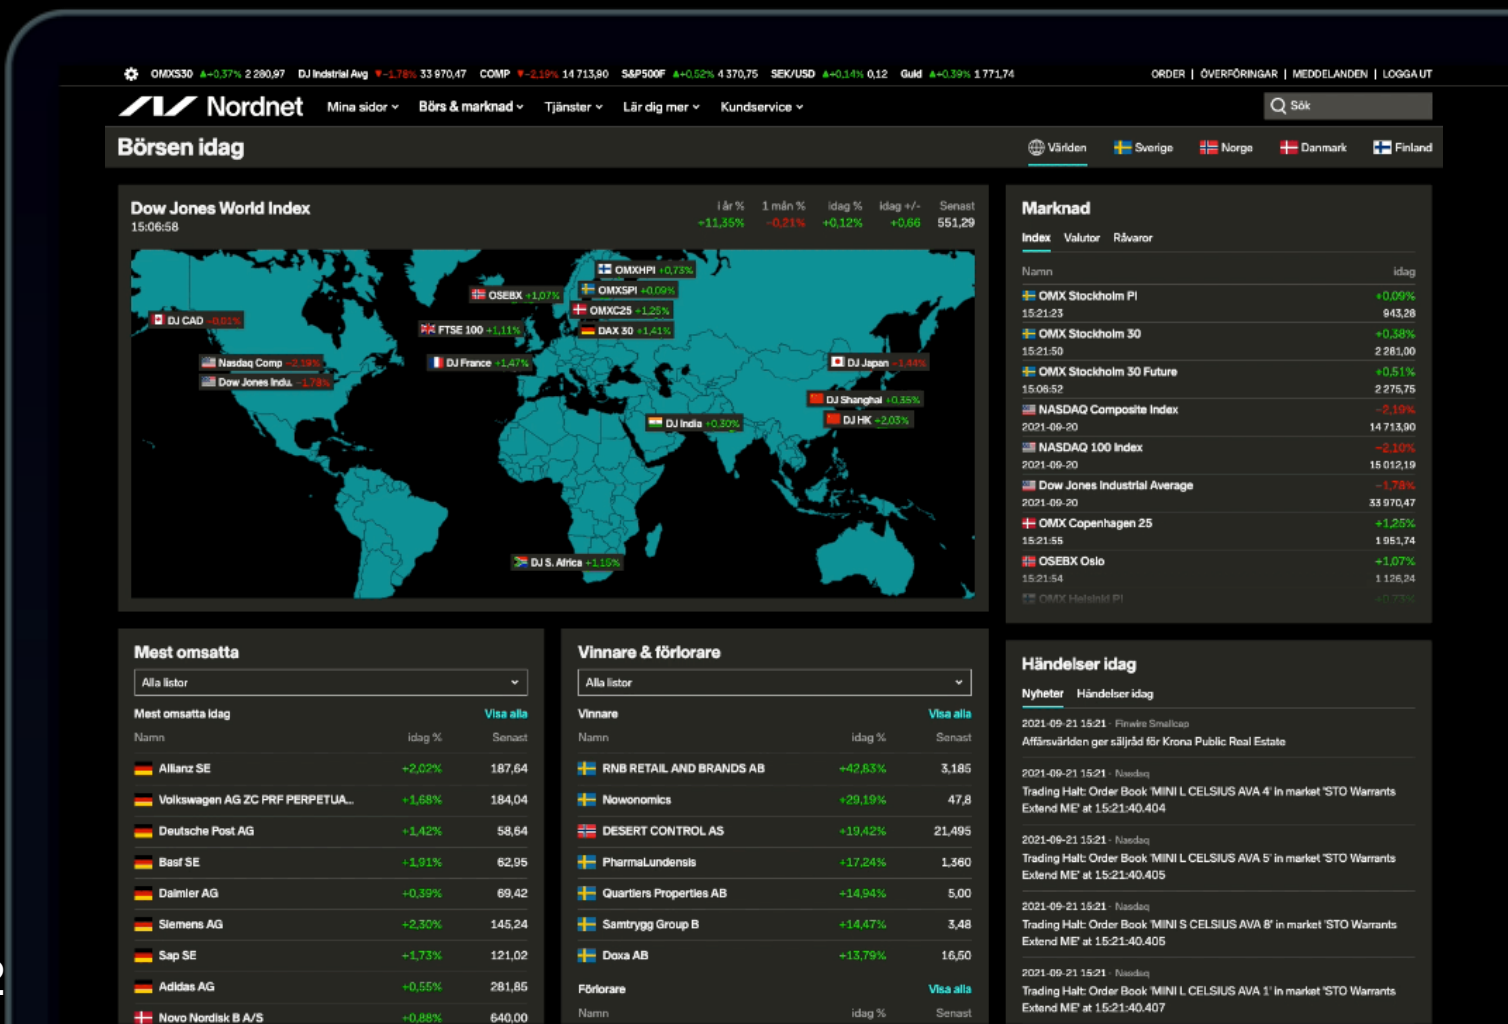 OMXS30 ▲+0,37% 2 280,97 DJ Indstrial Avg ▼-1,78% 33 970,47 COMP ▼-2,19% 14 713,90 S&P500F ▲+0,52% 4 370,75 SEK/USD ▲+0,14% 0,12 Guld ▲+0,39% 1 771,74 ORDER | ÖVERFÖRINGAR | MEDDELANDEN | LOGGA UT
Nordnet Mina sidor Börs & marknad Tjänster Lär dig mer Kundservice Sök
Börsen idag Världen Sverige Norge Danmark Finland
Dow Jones World Index
15:06:58
i år % 1 mån % idag % idag +/- Senast
+11,35% -0,21% +0,12% +0,66 551,29
OMXHPI +0,73%
OMXSPI +0,09%
OSEBX +1,07%
OMXC25 +1,25%
DJ CAD -0,01%
FTSE 100 +1,11%
DAX 30 +1,41%
Nasdaq Comp -2,19%
DJ France +1,47%
DJ Japan -1,44%
Dow Jones Indu. -1,78%
DJ Shanghai +0,35%
DJ India +0,30%
DJ HK +2,03%
DJ S. Africa +1,15%
Marknad
Index Valutor Råvaror
Namn idag
OMX Stockholm PI +0,09%
15:21:23 943,28
OMX Stockholm 30 +0,38%
15:21:50 2 281,00
OMX Stockholm 30 Future +0,51%
15:06:52 2 275,75
NASDAQ Composite Index -2,19%
2021-09-20 14 713,90
NASDAQ 100 Index -2,10%
2021-09-20 15 012,19
Dow Jones Industrial Average -1,78%
2021-09-20 33 970,47
OMX Copenhagen 25 +1,25%
15:21:55 1 951,74
OSEBX Oslo +1,07%
15:21:54 1 126,24
OMX Helsinki PI +0,73%
Mest omsatta
Alla listor
Mest omsatta idag Visa alla
Namn idag % Senast
Allianz SE +2,02% 187,64
Volkswagen AG ZC PRF PERPETUA... +1,68% 184,04
Deutsche Post AG +1,42% 58,64
Basf SE +1,91% 62,95
Daimler AG +0,39% 69,42
Siemens AG +2,30% 145,24
Sap SE +1,73% 121,02
Adidas AG +0,55% 281,85
Novo Nordisk B A/S +0,88% 640,00
Vinnare & förlorare
Alla listor
Vinnare Visa alla
Namn idag % Senast
RNB RETAIL AND BRANDS AB +42,83% 3,185
Nowonomics +29,19% 47,8
DESERT CONTROL AS +19,42% 21,495
PharmaLundensis +17,24% 1,360
Quartiers Properties AB +14,94% 5,00
Samtrygg Group B +14,47% 3,48
Doxa AB +13,79% 16,50
Förlorare Visa alla
Namn idag % Senast
Händelser idag
Nyheter Händelser idag
2021-09-21 15:21 · Finwire Smallcap
Affärsvärlden ger säljråd för Krona Public Real Estate
2021-09-21 15:21 · Nasdaq
Trading Halt: Order Book 'MINI L CELSIUS AVA 4' in market 'STO Warrants
Extend ME' at 15:21:40.404
2021-09-21 15:21 · Nasdaq
Trading Halt: Order Book 'MINI L CELSIUS AVA 5' in market 'STO Warrants
Extend ME' at 15:21:40.405
2021-09-21 15:21 · Nasdaq
Trading Halt: Order Book 'MINI S CELSIUS AVA 8' in market 'STO Warrants
Extend ME' at 15:21:40.405
2021-09-21 15:21 · Nasdaq
Trading Halt: Order Book 'MINI L CELSIUS AVA 1' in market 'STO Warrants
Extend ME' at 15:21:40.407